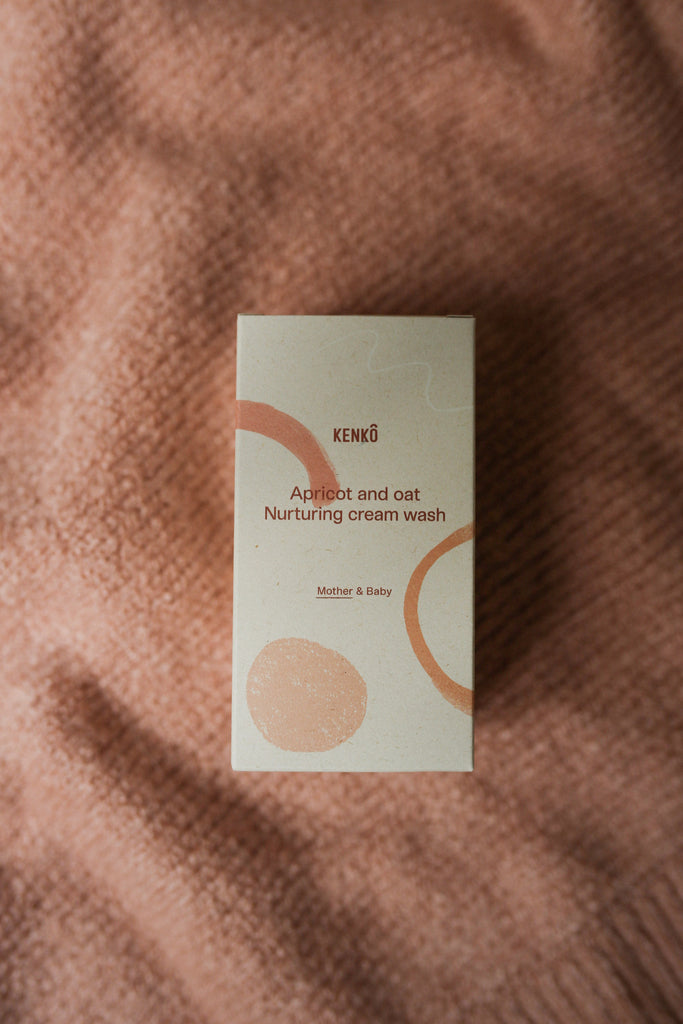 KENKÔ
Apricot and oat
Nurturing cream wash
Mother & Baby